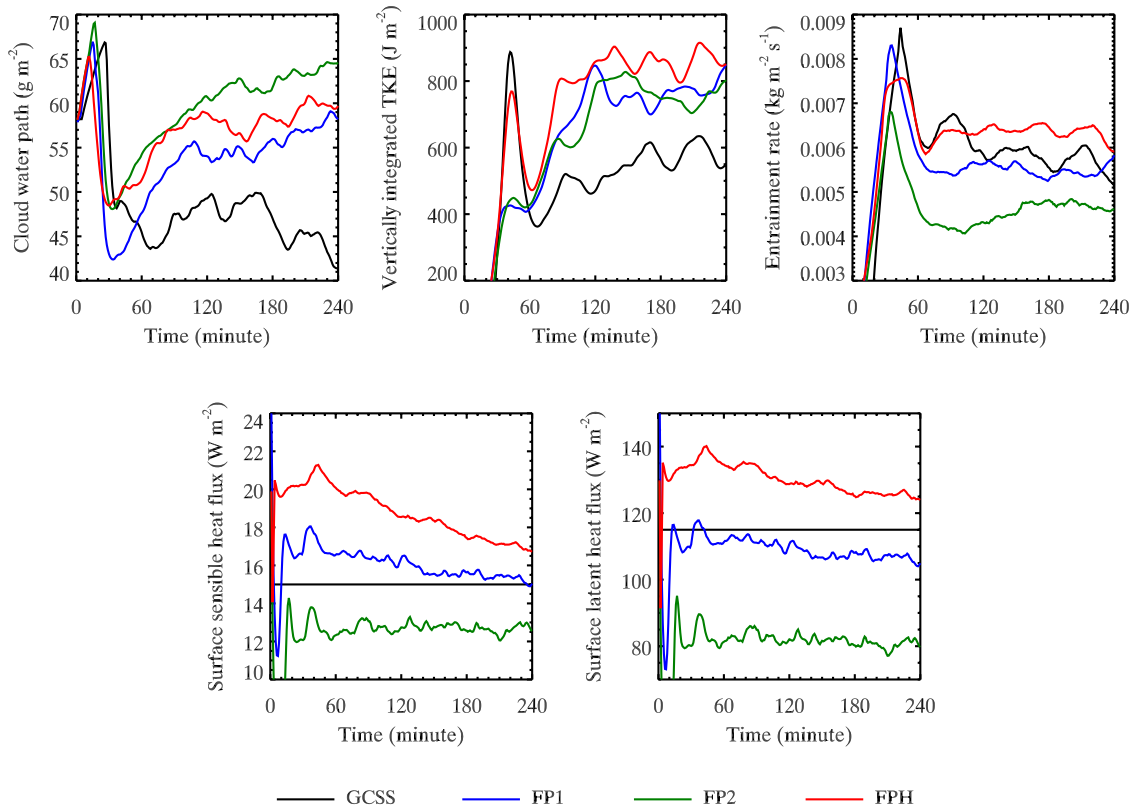 Cloud water path (g m⁻²)
70
65
60
55
50
45
40
0 60 120 180 240
Time (minute)
Vertically integrated TKE (J m⁻²)
1000
800
600
400
200
0 60 120 180 240
Time (minute)
Entrainment rate (kg m⁻² s⁻¹)
0.009
0.008
0.007
0.006
0.005
0.004
0.003
0 60 120 180 240
Time (minute)
Surface sensible heat flux (W m⁻²)
24
22
20
18
16
14
12
10
0 60 120 180 240
Time (minute)
Surface latent heat flux (W m⁻²)
140
120
100
80
0 60 120 180 240
Time (minute)
GCSS FP1 FP2 FPH